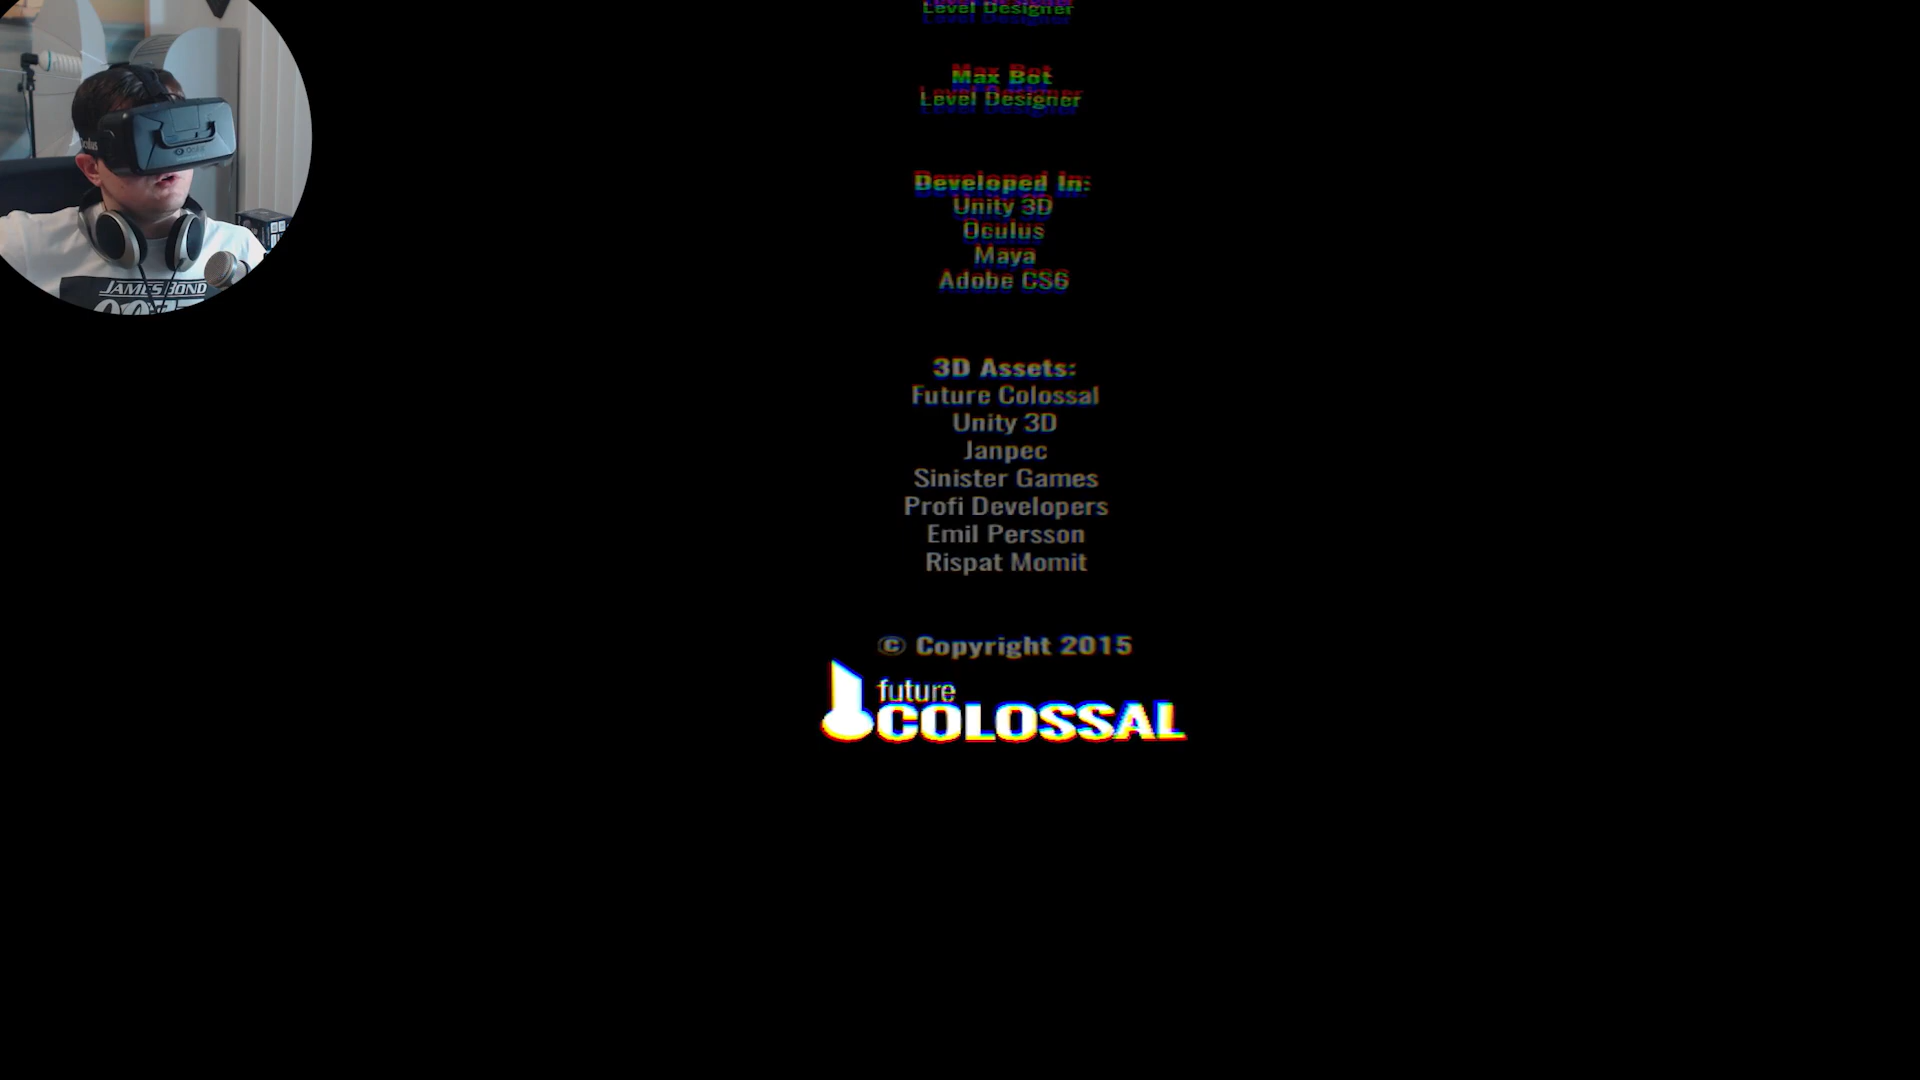 Level Designer
Max Bot
Level Designer
Developed In:
Unity 3D
Oculus
Maya
Adobe CS6
3D Assets:
Future Colossal
Unity 3D
Janpec
Sinister Games
Profi Developers
Emil Persson
Rispat Momit
© Copyright 2015
future
COLOSSAL
JAMES BOND
007